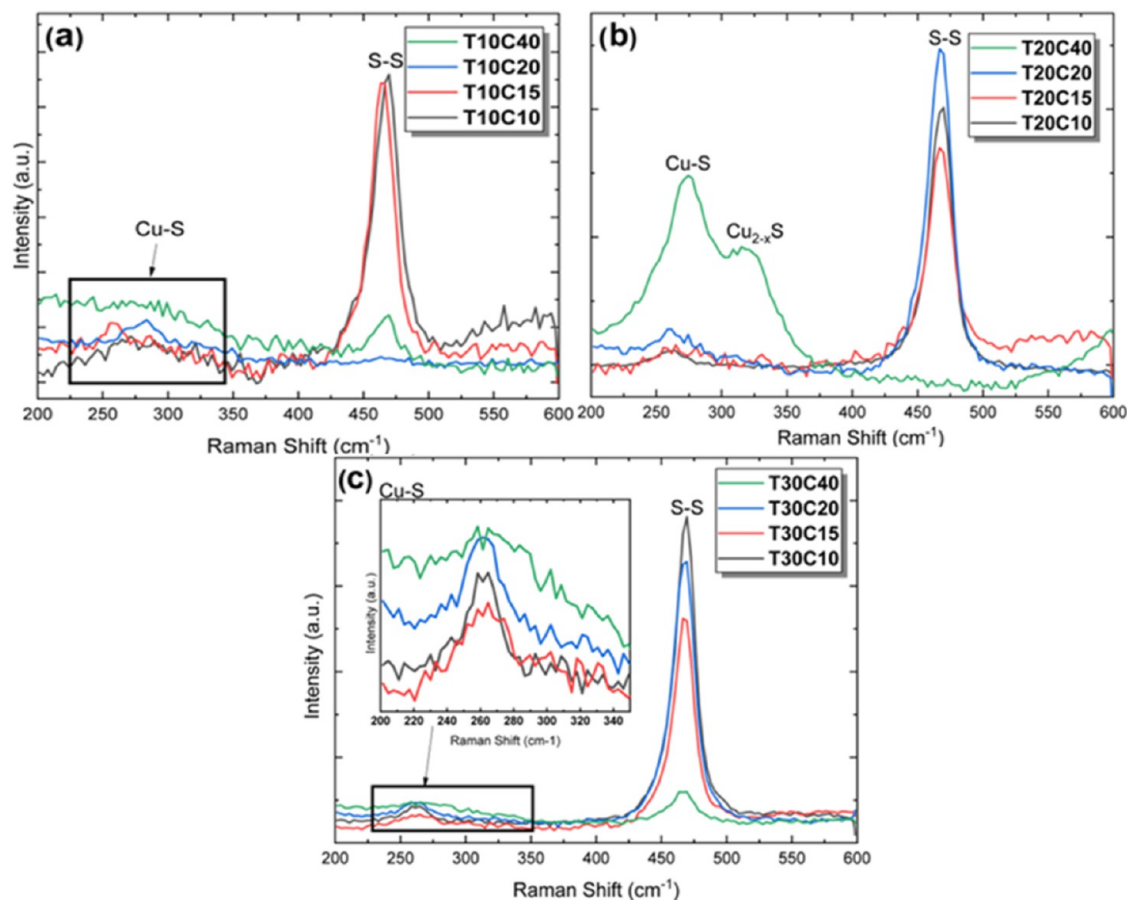 (a)
S-S
T10C40
T10C20
T10C15
T10C10
Cu-S
Intensity (a.u.)
200 250 300 350 400 450 500 550 600
Raman Shift (cm-1)
(b)
S-S
T20C40
T20C20
T20C15
T20C10
Cu-S
Cu2-xS
200 250 300 350 400 450 500 550 600
Raman Shift (cm-1)
(c)
Cu-S
S-S
T30C40
T30C20
T30C15
T30C10
Intensity (a.u.)
200 220 240 260 280 300 320 340
Raman Shift (cm-1)
Intensity (a.u.)
200 250 300 350 400 450 500 550 600
Raman Shift (cm-1)